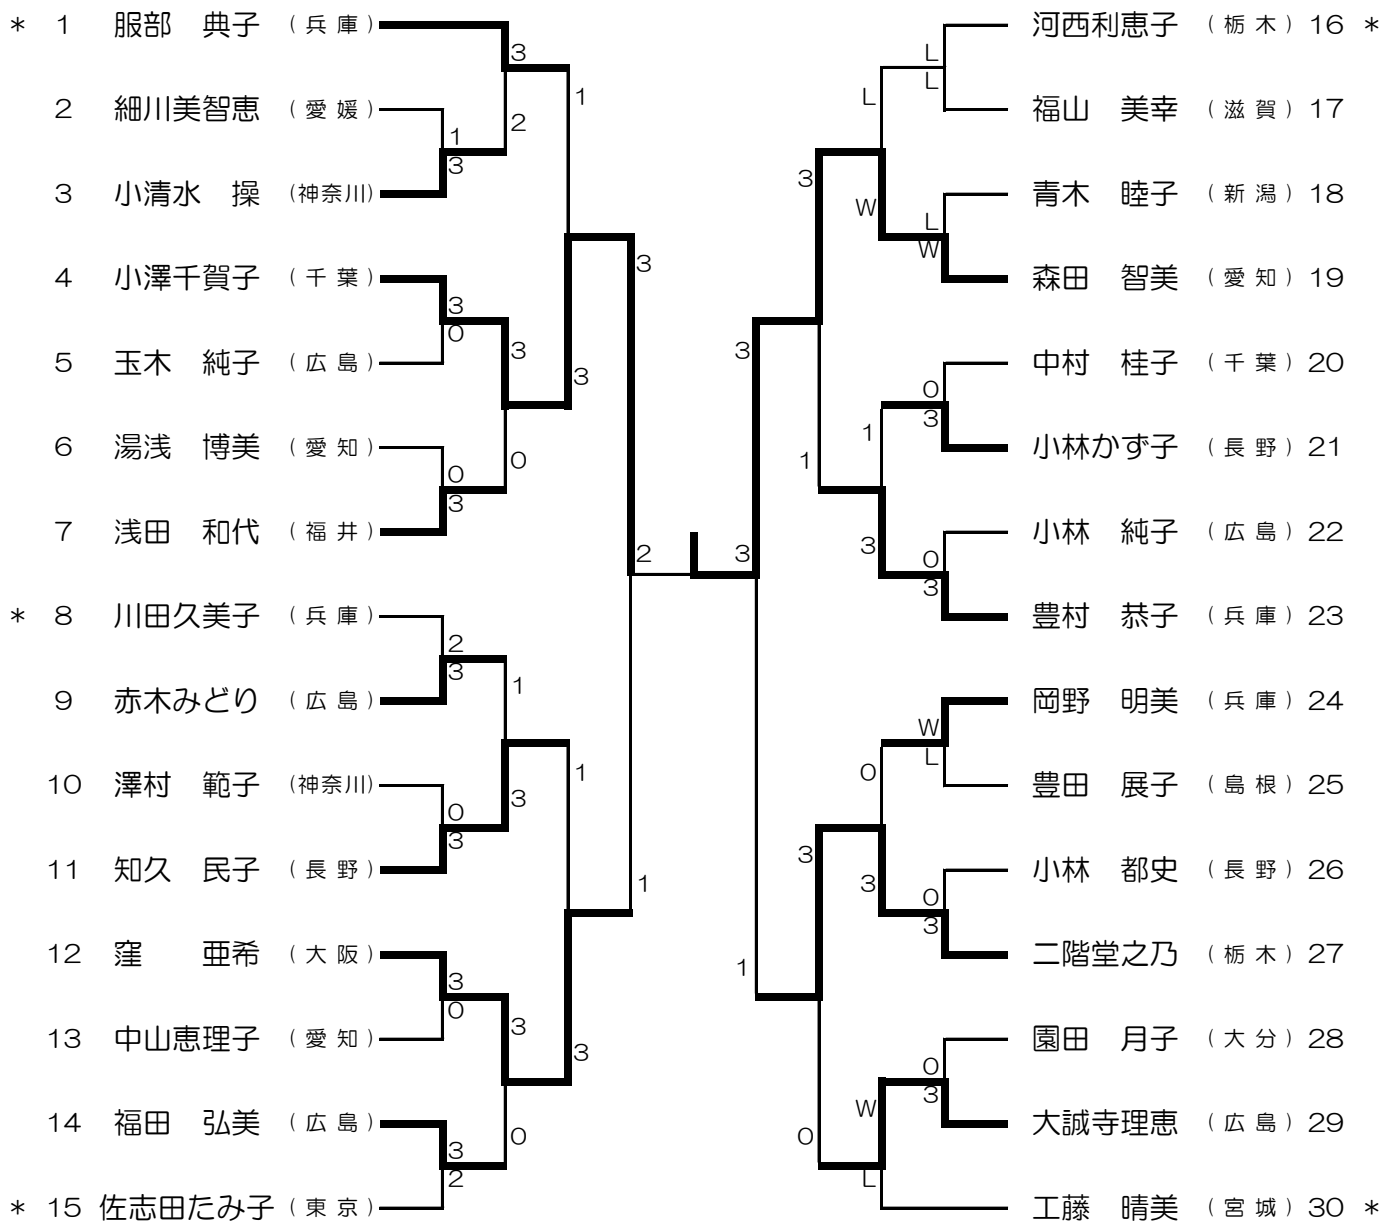 * 1 服部　典子 （兵庫）
2 細川美智恵 （愛媛）
3 小清水　操 (神奈川)
4 小澤千賀子 （千葉）
5 玉木　純子 （広島）
6 湯浅　博美 （愛知）
7 浅田　和代 （福井）
* 8 川田久美子 （兵庫）
9 赤木みどり （広島）
10 澤村　範子 (神奈川)
11 知久　民子 （長野）
12 窪　　亜希 （大阪）
13 中山恵理子 （愛知）
14 福田　弘美 （広島）
* 15 佐志田たみ子 （東京）
3
2
1
3
3
0
0
3
2
3
0
3
3
0
3
2
1
3
3
0
1
3
3
0
1
3
3
1
2
3
3
1
3
1
3
0
L
W
1
3
0
3
W
L
L
L
L
W
0
3
0
3
W
L
0
3
0
3
河西利恵子 （栃木） 16 *
福山　美幸 （滋賀） 17
青木　睦子 （新潟） 18
森田　智美 （愛知） 19
中村　桂子 （千葉） 20
小林かず子 （長野） 21
小林　純子 （広島） 22
豊村　恭子 （兵庫） 23
岡野　明美 （兵庫） 24
豊田　展子 （島根） 25
小林　都史 （長野） 26
二階堂之乃 （栃木） 27
園田　月子 （大分） 28
大誠寺理恵 （広島） 29
工藤　晴美 （宮城） 30 *